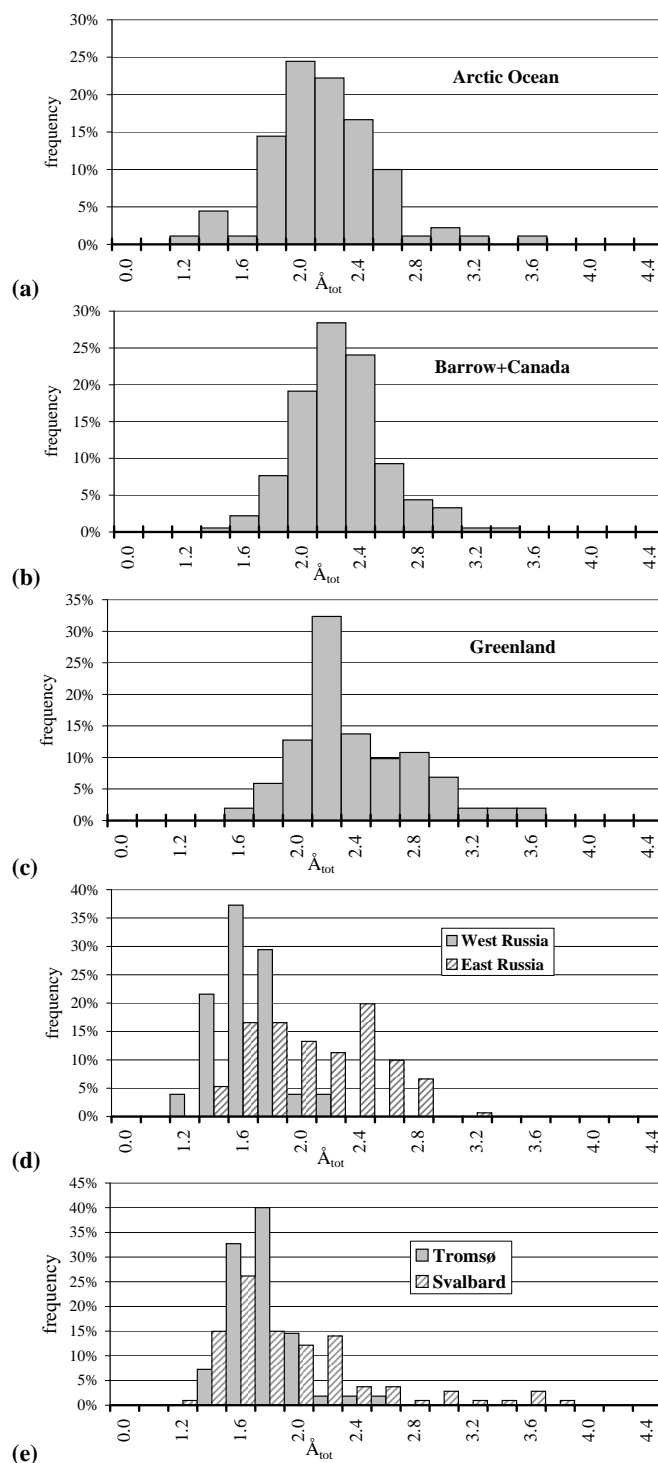 30%
25%
20%
15%
10%
5%
0%
frequency
Arctic Ocean
0.0 1.2 1.6 2.0 2.4 2.8 3.2 3.6 4.0 4.4
Åtot
(a)
30%
25%
20%
15%
10%
5%
0%
frequency
Barrow+Canada
0.0 1.2 1.6 2.0 2.4 2.8 3.2 3.6 4.0 4.4
Åtot
(b)
35%
30%
25%
20%
15%
10%
5%
0%
frequency
Greenland
0.0 1.2 1.6 2.0 2.4 2.8 3.2 3.6 4.0 4.4
Åtot
(c)
40%
35%
30%
25%
20%
15%
10%
5%
0%
frequency
West Russia
East Russia
0.0 1.2 1.6 2.0 2.4 2.8 3.2 3.6 4.0 4.4
Åtot
(d)
45%
40%
35%
30%
25%
20%
15%
10%
5%
0%
frequency
Tromsø
Svalbard
0.0 1.2 1.6 2.0 2.4 2.8 3.2 3.6 4.0 4.4
Åtot
(e)